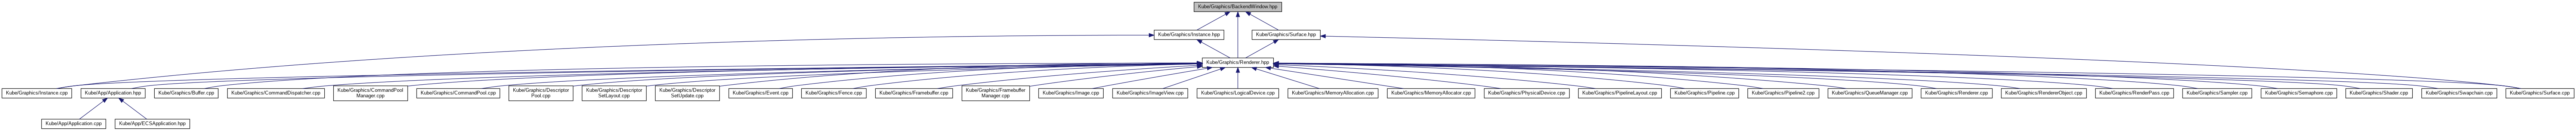 Kube/Graphics/BackendWindow.hpp
Kube/Graphics/Instance.hpp
Kube/Graphics/Surface.hpp
Kube/Graphics/Renderer.hpp
Kube/Graphics/Instance.cpp
Kube/App/Application.hpp
Kube/Graphics/Buffer.cpp
Kube/Graphics/CommandDispatcher.cpp
Kube/Graphics/CommandPool
Manager.cpp
Kube/Graphics/CommandPool.cpp
Kube/Graphics/Descriptor
Pool.cpp
Kube/Graphics/Descriptor
SetLayout.cpp
Kube/Graphics/Descriptor
SetUpdate.cpp
Kube/Graphics/Event.cpp
Kube/Graphics/Fence.cpp
Kube/Graphics/Framebuffer.cpp
Kube/Graphics/Framebuffer
Manager.cpp
Kube/Graphics/Image.cpp
Kube/Graphics/ImageView.cpp
Kube/Graphics/LogicalDevice.cpp
Kube/Graphics/MemoryAllocation.cpp
Kube/Graphics/MemoryAllocator.cpp
Kube/Graphics/PhysicalDevice.cpp
Kube/Graphics/PipelineLayout.cpp
Kube/Graphics/Pipeline.cpp
Kube/Graphics/Pipeline2.cpp
Kube/Graphics/QueueManager.cpp
Kube/Graphics/Renderer.cpp
Kube/Graphics/RendererObject.cpp
Kube/Graphics/RenderPass.cpp
Kube/Graphics/Sampler.cpp
Kube/Graphics/Semaphore.cpp
Kube/Graphics/Shader.cpp
Kube/Graphics/Swapchain.cpp
Kube/Graphics/Surface.cpp
Kube/App/Application.cpp
Kube/App/ECSApplication.hpp